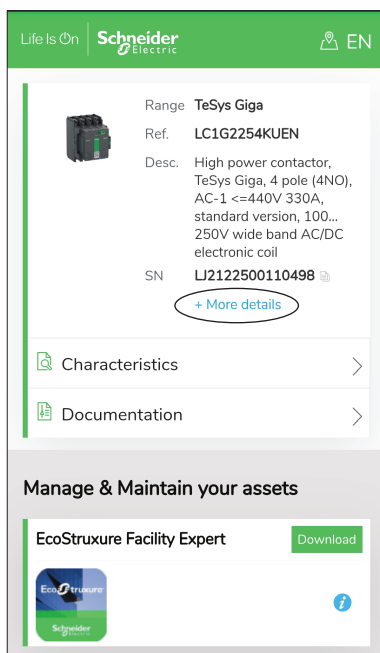 Life Is On Schneider Electric EN
Range TeSys Giga
Ref. LC1G2254KUEN
Desc. High power contactor,
TeSys Giga, 4 pole (4NO),
AC-1 <=440V 330A,
standard version, 100...
250V wide band AC/DC
electronic coil
SN LJ2122500110498
+ More details
Characteristics
Documentation
Manage & Maintain your assets
EcoStruxure Facility Expert Download
EcoStruxure
Schneider
Electric